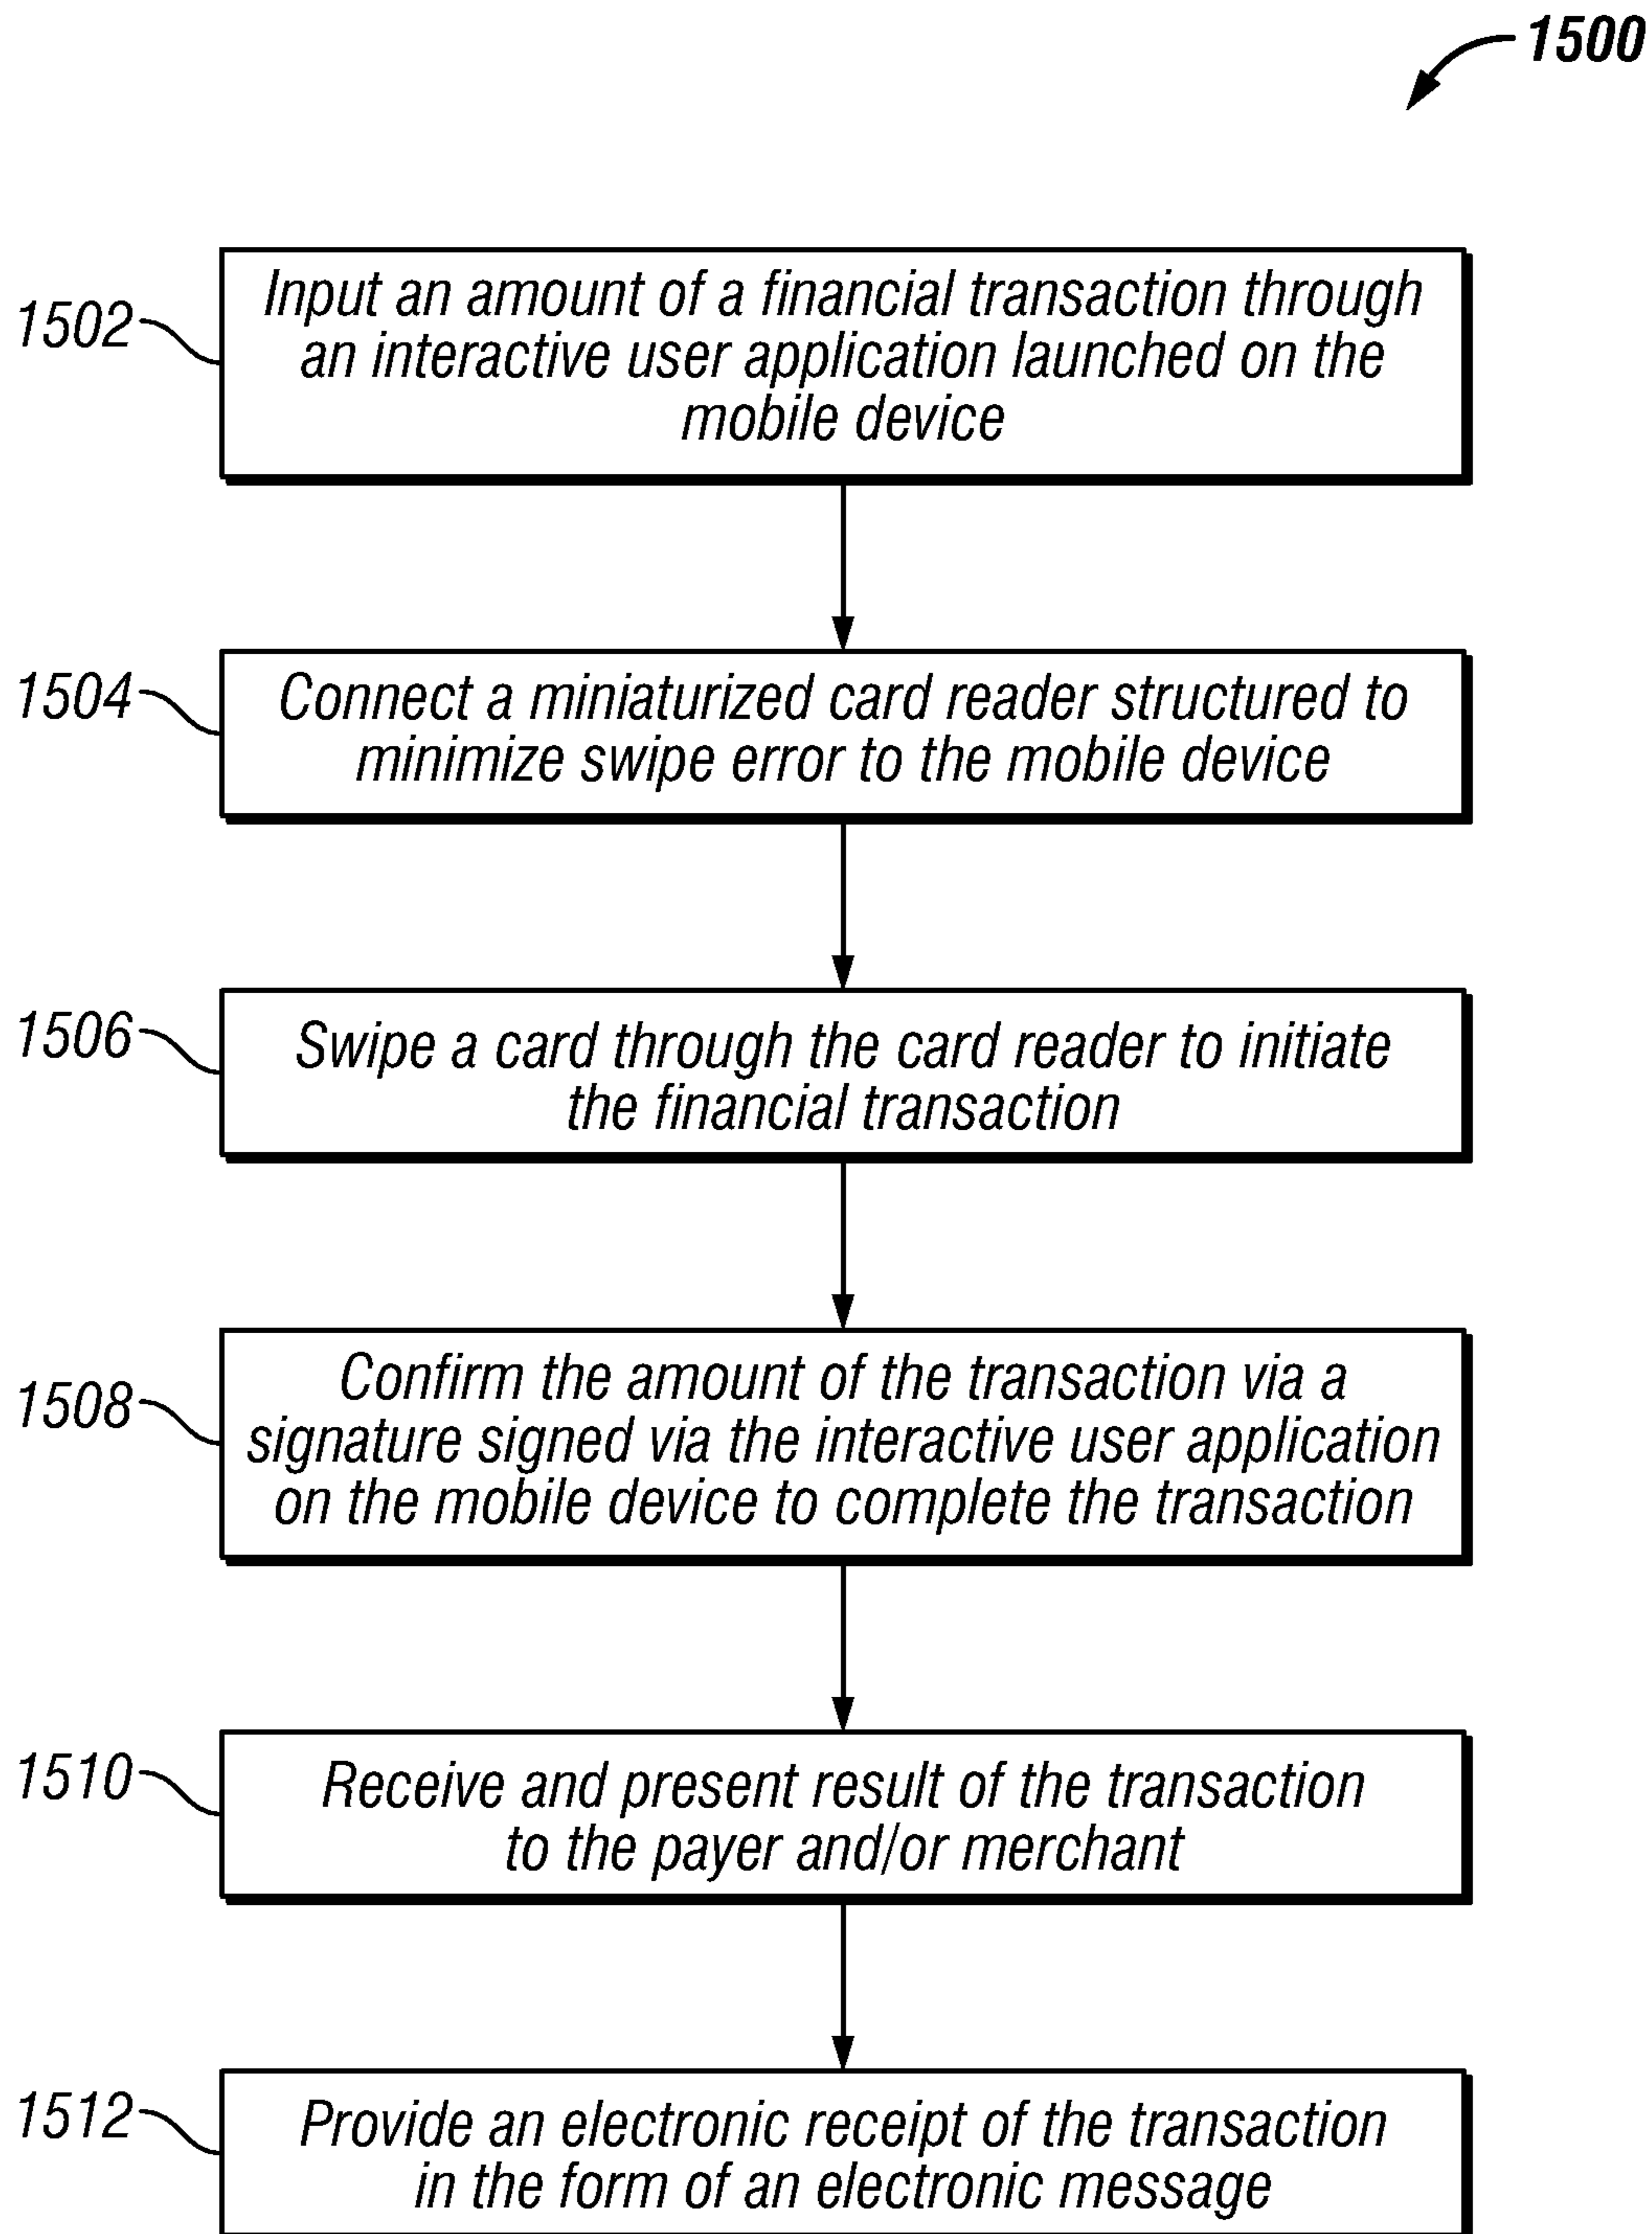 1500
1502
Input an amount of a financial transaction through
an interactive user application launched on the
mobile device
1504
Connect a miniaturized card reader structured to
minimize swipe error to the mobile device
1506
Swipe a card through the card reader to initiate
the financial transaction
1508
Confirm the amount of the transaction via a
signature signed via the interactive user application
on the mobile device to complete the transaction
1510
Receive and present result of the transaction
to the payer and/or merchant
1512
Provide an electronic receipt of the transaction
in the form of an electronic message